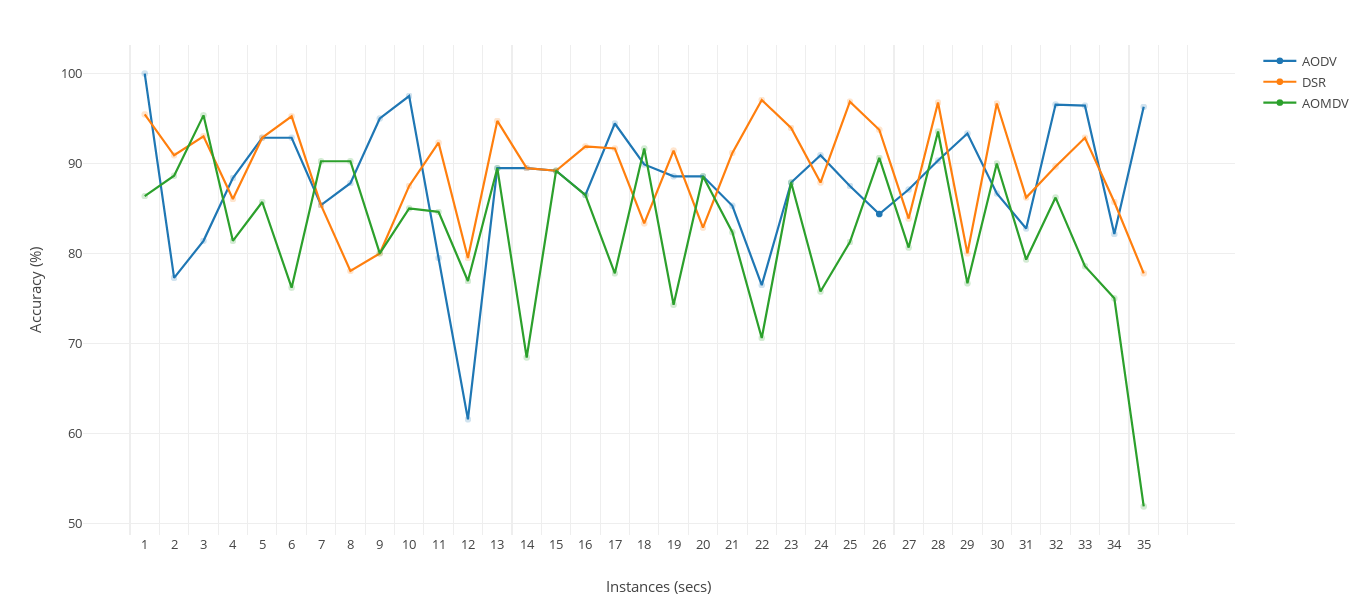 100
90
80
70
60
50
Accuracy (%)
1 2 3 4 5 6 7 8 9 10 11 12 13 14 15 16 17 18 19 20 21 22 23 24 25 26 27 28 29 30 31 32 33 34 35
Instances (secs)
AODV
DSR
AOMDV